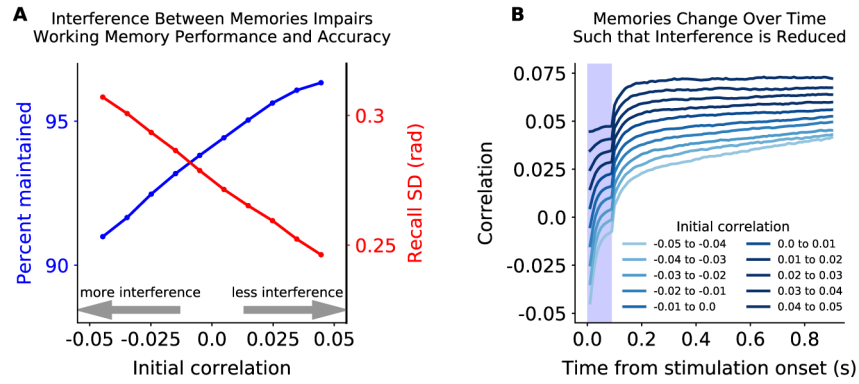 A
Interference Between Memories Impairs
Working Memory Performance and Accuracy
Percent maintained
95
90
0.3
0.25
Recall SD (rad)
more interference
less interference
-0.05 -0.025 0.0 0.025 0.05
Initial correlation
B
Memories Change Over Time
Such that Interference is Reduced
Correlation
0.075
0.050
0.025
0.0
-0.025
-0.05
Initial correlation
-0.05 to -0.04
-0.04 to -0.03
-0.03 to -0.02
-0.02 to -0.01
-0.01 to 0.0
0.0 to 0.01
0.01 to 0.02
0.02 to 0.03
0.03 to 0.04
0.04 to 0.05
0.0 0.2 0.4 0.6 0.8
Time from stimulation onset (s)